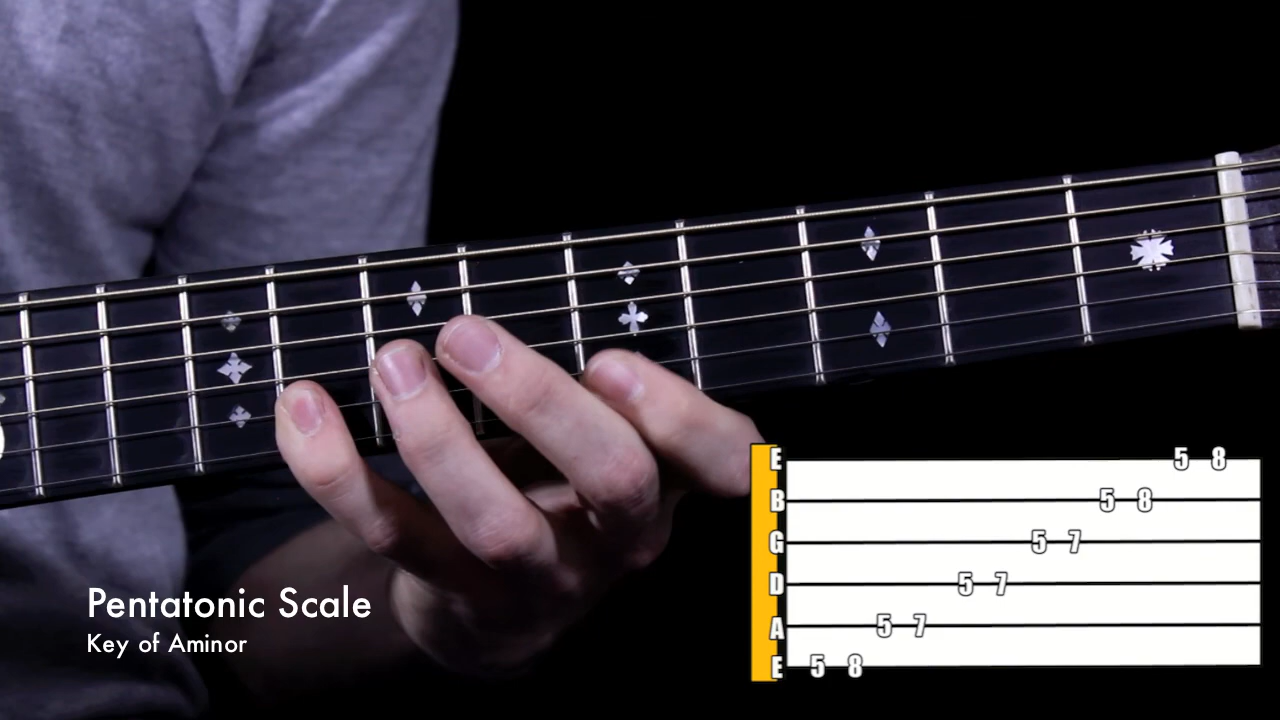 Pentatonic Scale
Key of Aminor
E 5 8
B 5 8
G 5 7
D 5 7
A 5 7
E 5 8